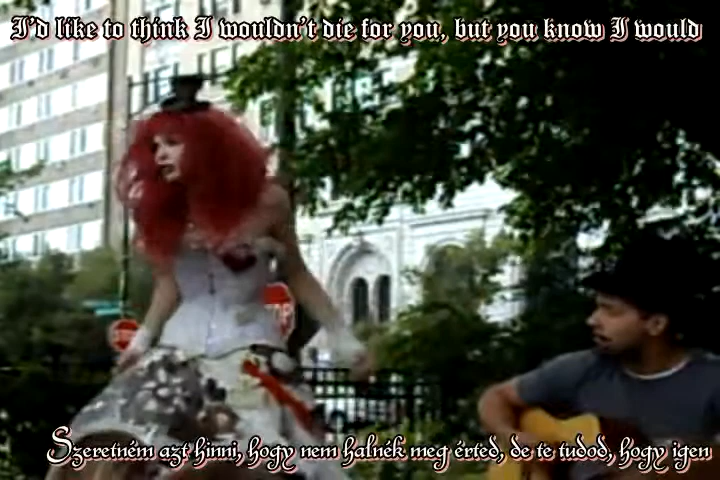 I'd like to think I wouldn't die for you, but you know I would
STOP
Szeretném azt hinni, hogy nem halnék meg érted, de te tudod, hogy igen